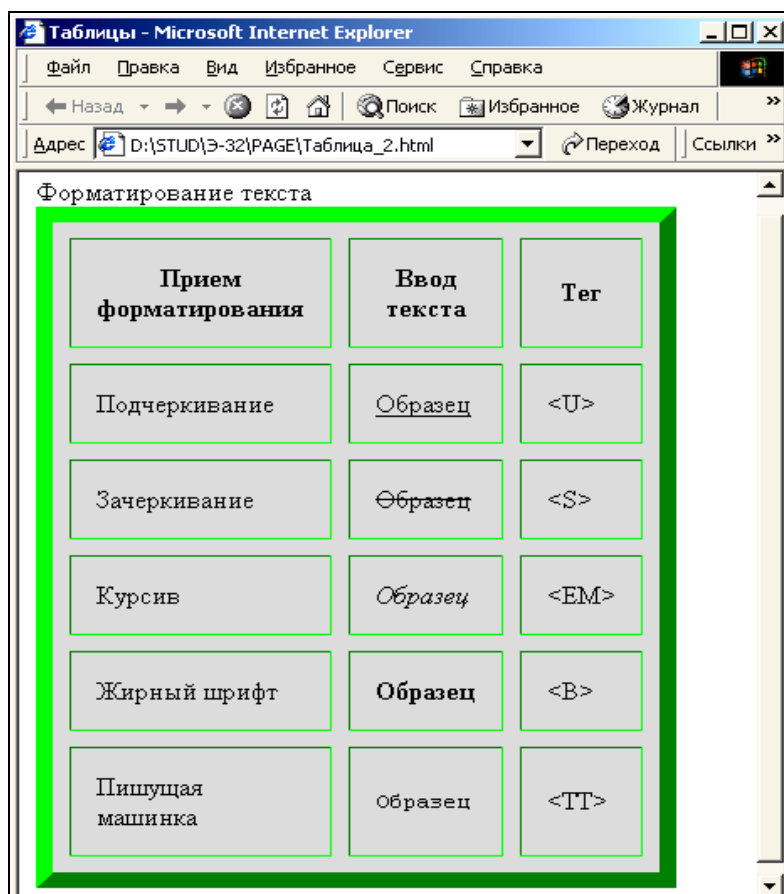 Таблицы - Microsoft Internet Explorer
Файл Правка Вид Избранное Сервис Справка
Назад Поиск Избранное Журнал »
Адрес D:\STUD\Э-32\PAGE\Таблица_2.html Переход Ссылки »
Форматирование текста
Прием
форматирования
Ввод
текста
Тег
Подчеркивание Образец <U>
Зачеркивание Образец <S>
Курсив Образец <EM>
Жирный шрифт Образец <B>
Пишущая
машинка
Образец <TT>